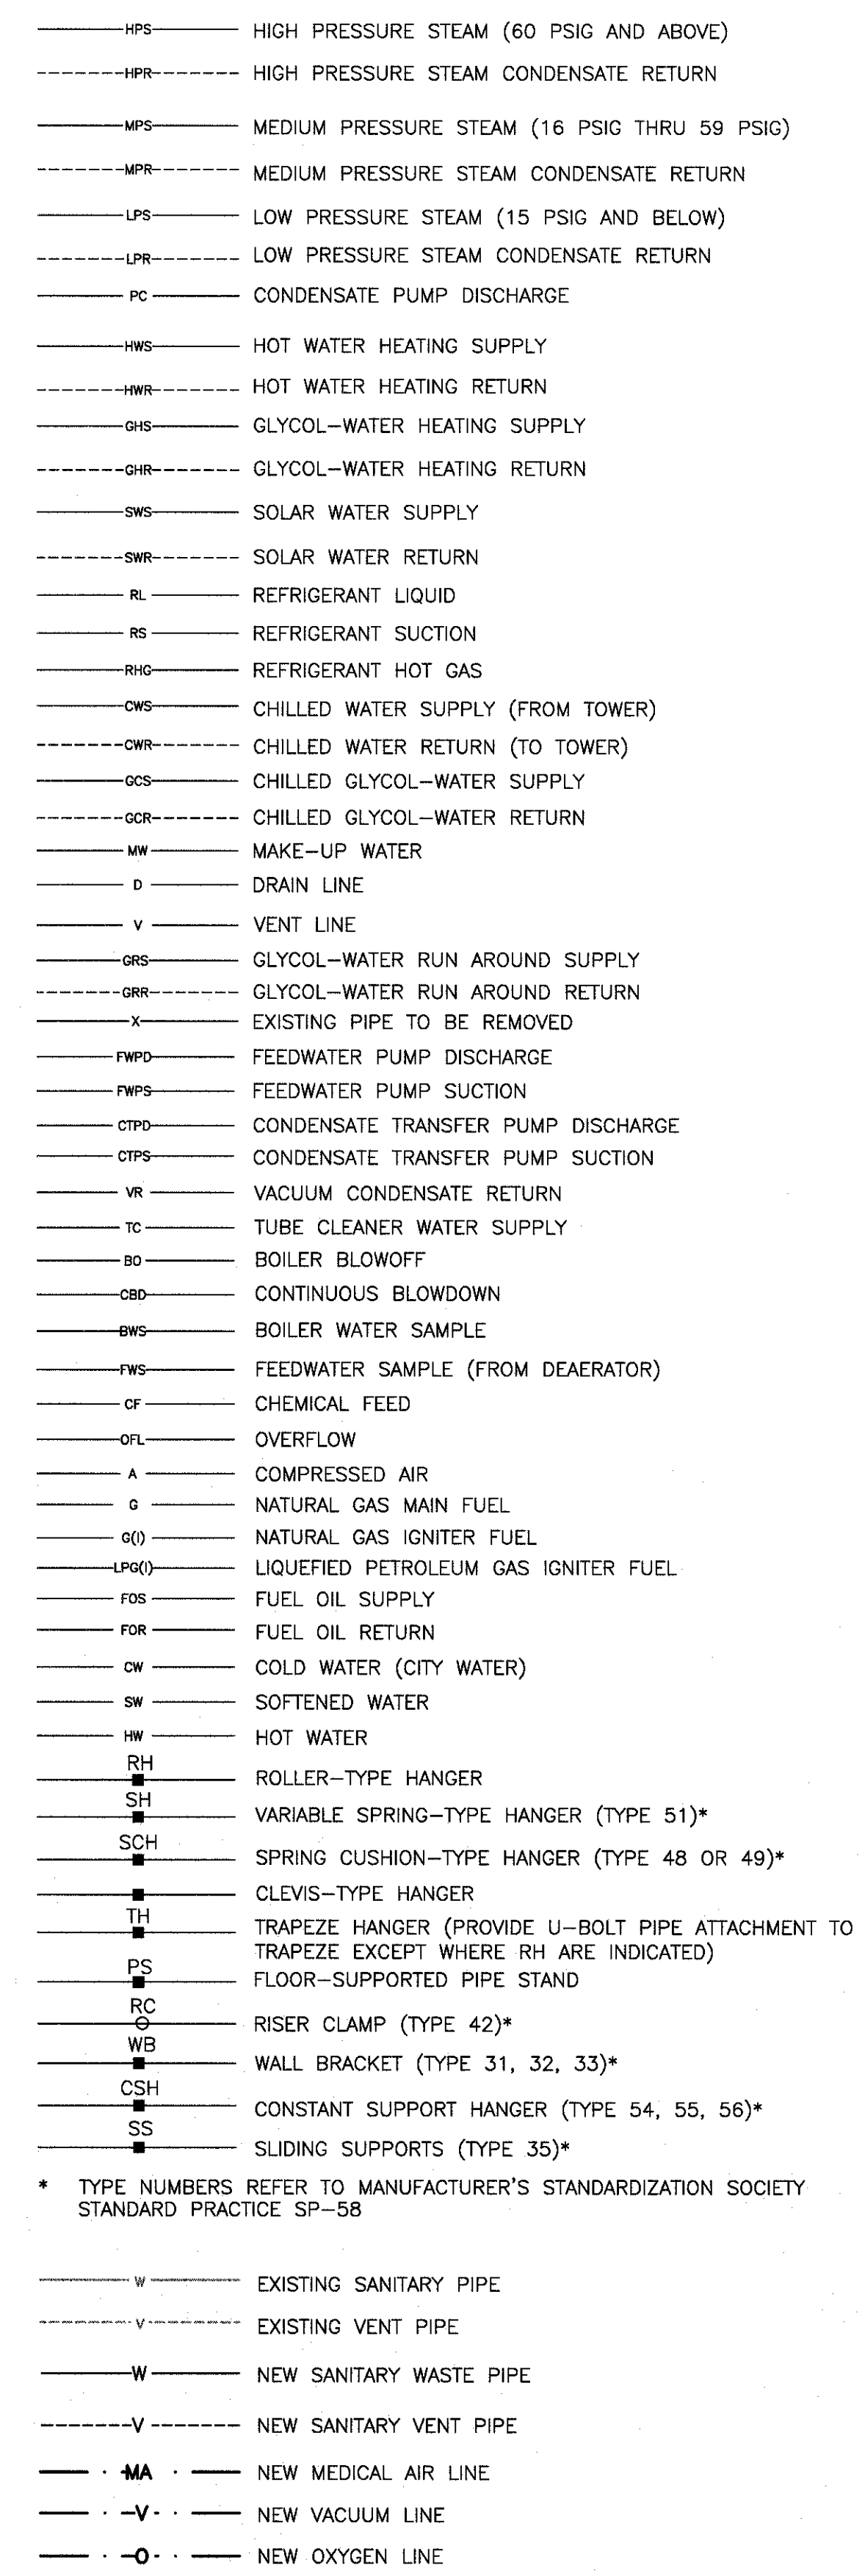 HPS HIGH PRESSURE STEAM (60 PSIG AND ABOVE)
HPR HIGH PRESSURE STEAM CONDENSATE RETURN
MPS MEDIUM PRESSURE STEAM (16 PSIG THRU 59 PSIG)
MPR MEDIUM PRESSURE STEAM CONDENSATE RETURN
LPS LOW PRESSURE STEAM (15 PSIG AND BELOW)
LPR LOW PRESSURE STEAM CONDENSATE RETURN
PC CONDENSATE PUMP DISCHARGE
HWS HOT WATER HEATING SUPPLY
HWR HOT WATER HEATING RETURN
GHS GLYCOL-WATER HEATING SUPPLY
GHR GLYCOL-WATER HEATING RETURN
SWS SOLAR WATER SUPPLY
SWR SOLAR WATER RETURN
RL REFRIGERANT LIQUID
RS REFRIGERANT SUCTION
RHG REFRIGERANT HOT GAS
CWS CHILLED WATER SUPPLY (FROM TOWER)
CWR CHILLED WATER RETURN (TO TOWER)
GCS CHILLED GLYCOL-WATER SUPPLY
GCR CHILLED GLYCOL-WATER RETURN
MW MAKE-UP WATER
D DRAIN LINE
V VENT LINE
GRS GLYCOL-WATER RUN AROUND SUPPLY
GRR GLYCOL-WATER RUN AROUND RETURN
X EXISTING PIPE TO BE REMOVED
FWPD FEEDWATER PUMP DISCHARGE
FWPS FEEDWATER PUMP SUCTION
CTPD CONDENSATE TRANSFER PUMP DISCHARGE
CTPS CONDENSATE TRANSFER PUMP SUCTION
VR VACUUM CONDENSATE RETURN
TC TUBE CLEANER WATER SUPPLY
BO BOILER BLOWOFF
CBD CONTINUOUS BLOWDOWN
BWS BOILER WATER SAMPLE
FWS FEEDWATER SAMPLE (FROM DEAERATOR)
CF CHEMICAL FEED
OFL OVERFLOW
A COMPRESSED AIR
G NATURAL GAS MAIN FUEL
G(I) NATURAL GAS IGNITER FUEL
LPG(I) LIQUEFIED PETROLEUM GAS IGNITER FUEL
FOS FUEL OIL SUPPLY
FOR FUEL OIL RETURN
CW COLD WATER (CITY WATER)
SW SOFTENED WATER
HW HOT WATER
RH ROLLER-TYPE HANGER
SH VARIABLE SPRING-TYPE HANGER (TYPE 51)*
SCH SPRING CUSHION-TYPE HANGER (TYPE 48 OR 49)*
CLEVIS-TYPE HANGER
TH TRAPEZE HANGER (PROVIDE U-BOLT PIPE ATTACHMENT TO
TRAPEZE EXCEPT WHERE RH ARE INDICATED)
PS FLOOR-SUPPORTED PIPE STAND
RC RISER CLAMP (TYPE 42)*
WB WALL BRACKET (TYPE 31, 32, 33)*
CSH CONSTANT SUPPORT HANGER (TYPE 54, 55, 56)*
SS SLIDING SUPPORTS (TYPE 35)*
* TYPE NUMBERS REFER TO MANUFACTURER'S STANDARDIZATION SOCIETY
STANDARD PRACTICE SP-58
W EXISTING SANITARY PIPE
V EXISTING VENT PIPE
W NEW SANITARY WASTE PIPE
V NEW SANITARY VENT PIPE
MA NEW MEDICAL AIR LINE
V NEW VACUUM LINE
O NEW OXYGEN LINE